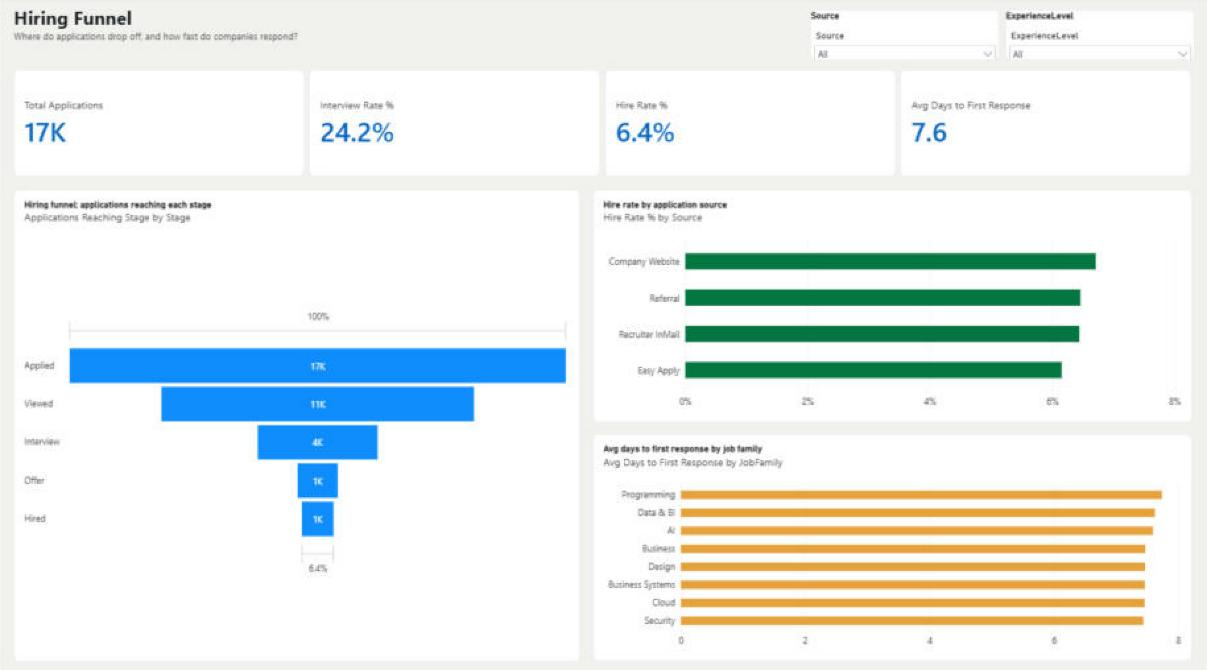 Hiring Funnel
Where do applications drop off, and how fast do companies respond?
Source
Source
All
ExperienceLevel
ExperienceLevel
All
Total Applications
17K
Interview Rate %
24.2%
Hire Rate %
6.4%
Avg Days to First Response
7.6
Hiring funnel: applications reaching each stage
Applications Reaching Stage by Stage
100%
Applied
17K
Viewed
11K
Interview
4K
Offer
1K
Hired
1K
6.4%
Hire rate by application source
Hire Rate % by Source
Company Website
Referral
Recruiter InMail
Easy Apply
0%
2%
4%
6%
8%
Avg days to first response by job family
Avg Days to First Response by JobFamily
Programming
Data & BI
AI
Business
Design
Business Systems
Cloud
Security
0
2
4
6
8